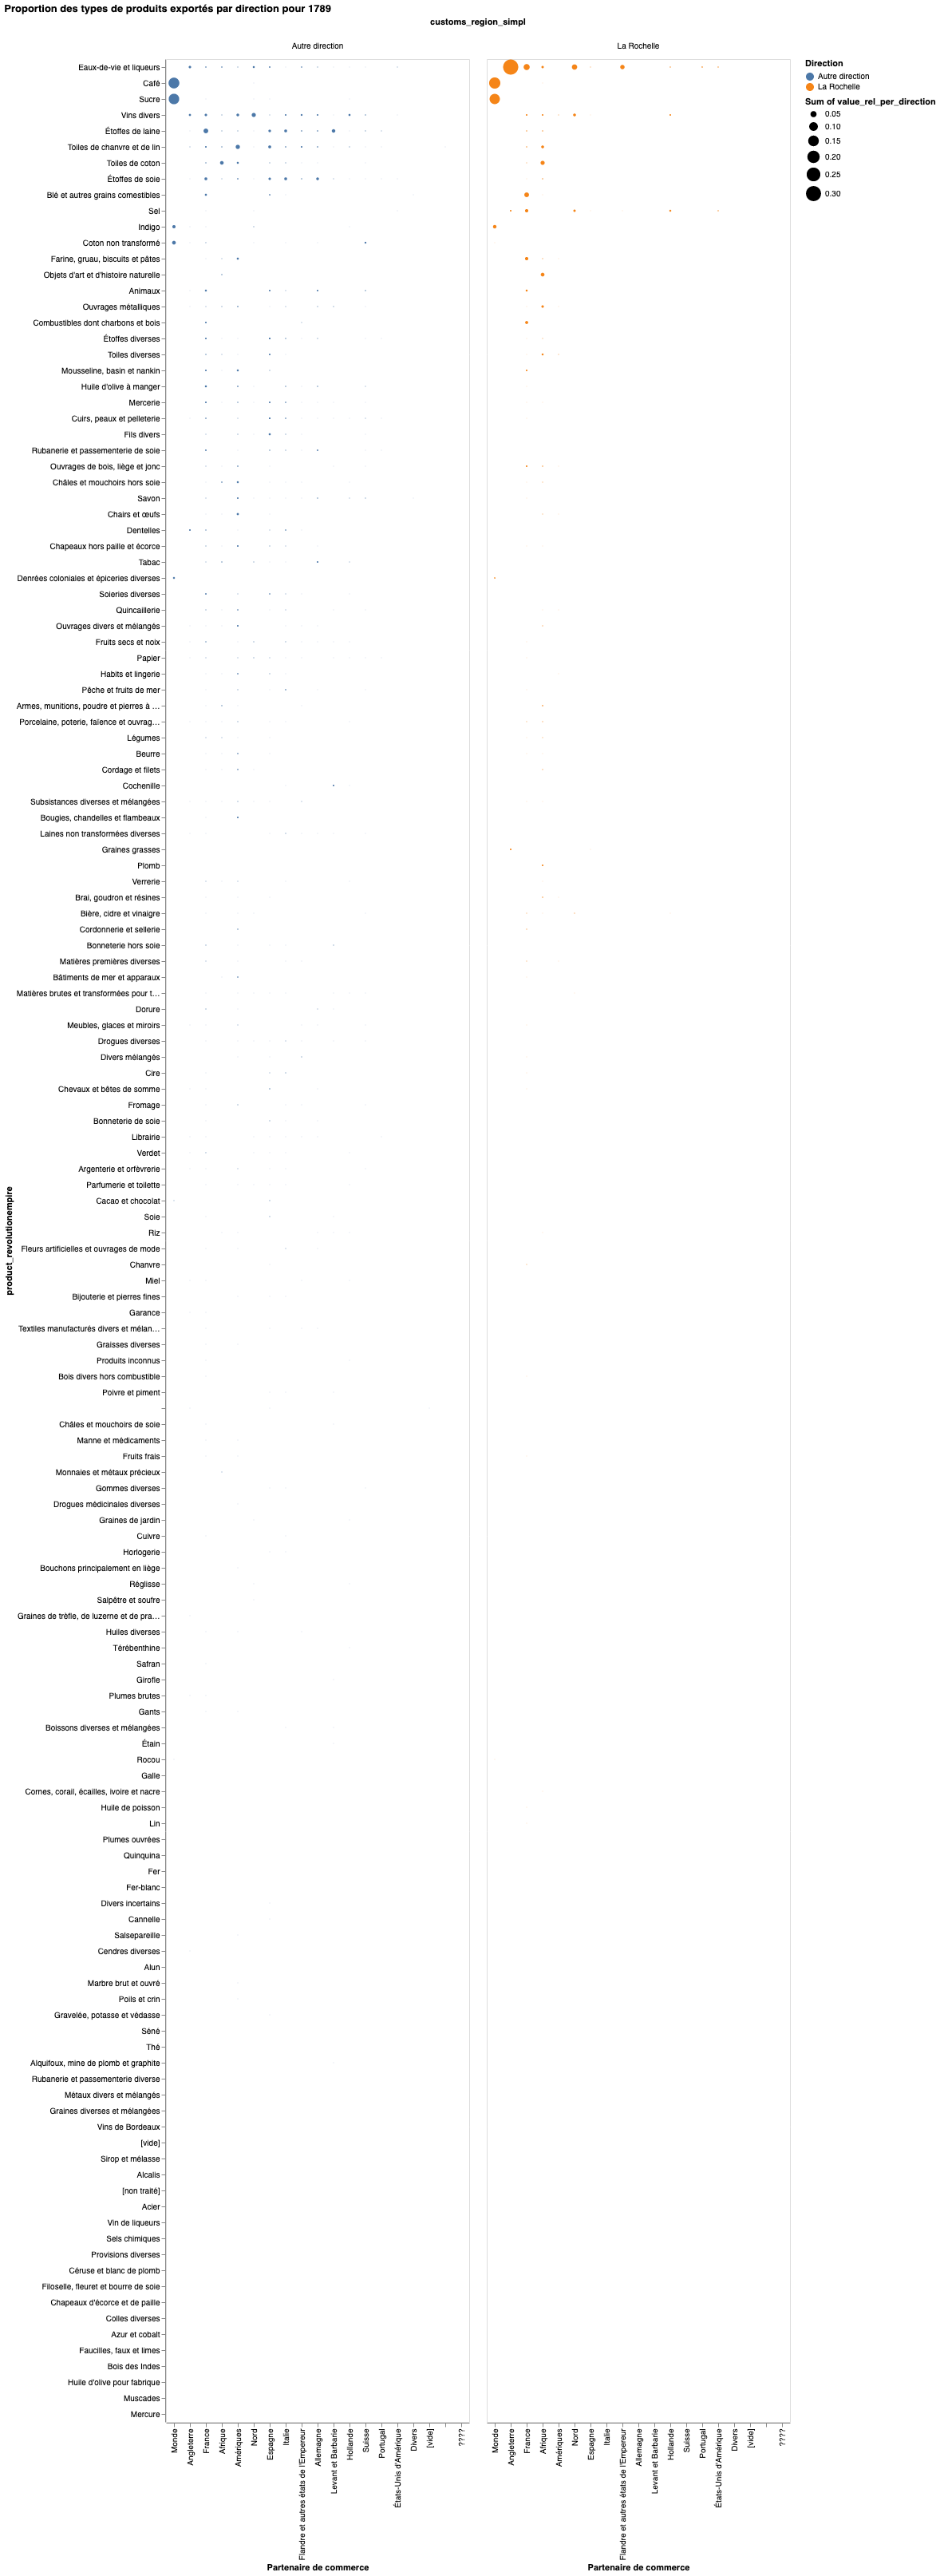 Proportion des types de produits exportés par direction pour 1789
customs_region_simpl
Autre direction
La Rochelle
Direction
Autre direction
La Rochelle
Sum of value_rel_per_direction
0.05
0.10
0.15
0.20
0.25
0.30
product_revolutionempire
Eaux-de-vie et liqueurs
Café
Sucre
Vins divers
Étoffes de laine
Toiles de chanvre et de lin
Toiles de coton
Étoffes de soie
Blé et autres grains comestibles
Sel
Indigo
Coton non transformé
Farine, gruau, biscuits et pâtes
Objets d'art et d'histoire naturelle
Animaux
Ouvrages métalliques
Combustibles dont charbons et bois
Étoffes diverses
Toiles diverses
Mousseline, basin et nankin
Huile d'olive à manger
Mercerie
Cuirs, peaux et pelleterie
Fils divers
Rubanerie et passementerie de soie
Ouvrages de bois, liège et jonc
Châles et mouchoirs hors soie
Savon
Chairs et œufs
Dentelles
Chapeaux hors paille et écorce
Tabac
Denrées coloniales et épiceries diverses
Soieries diverses
Quincaillerie
Ouvrages divers et mélangés
Fruits secs et noix
Papier
Habits et lingerie
Pêche et fruits de mer
Armes, munitions, poudre et pierres à …
Porcelaine, poterie, faïence et ouvrag…
Légumes
Beurre
Cordage et filets
Cochenille
Subsistances diverses et mélangées
Bougies, chandelles et flambeaux
Laines non transformées diverses
Graines grasses
Plomb
Verrerie
Brai, goudron et résines
Bière, cidre et vinaigre
Cordonnerie et sellerie
Bonneterie hors soie
Matières premières diverses
Bâtiments de mer et apparaux
Matières brutes et transformées pour t…
Dorure
Meubles, glaces et miroirs
Drogues diverses
Divers mélangés
Cire
Chevaux et bêtes de somme
Fromage
Bonneterie de soie
Librairie
Verdet
Argenterie et orfèvrerie
Parfumerie et toilette
Cacao et chocolat
Soie
Riz
Fleurs artificielles et ouvrages de mode
Chanvre
Miel
Bijouterie et pierres fines
Garance
Textiles manufacturés divers et mélan…
Graisses diverses
Produits inconnus
Bois divers hors combustible
Poivre et piment
Châles et mouchoirs de soie
Manne et médicaments
Fruits frais
Monnaies et métaux précieux
Gommes diverses
Drogues médicinales diverses
Graines de jardin
Cuivre
Horlogerie
Bouchons principalement en liège
Réglisse
Salpêtre et soufre
Graines de trèfle, de luzerne et de pra…
Huiles diverses
Térébenthine
Safran
Girofle
Plumes brutes
Gants
Boissons diverses et mélangées
Étain
Rocou
Galle
Cornes, corail, écailles, ivoire et nacre
Huile de poisson
Lin
Plumes ouvrées
Quinquina
Fer
Fer-blanc
Divers incertains
Cannelle
Salsepareille
Cendres diverses
Alun
Marbre brut et ouvré
Poils et crin
Gravelée, potasse et védasse
Séné
Thé
Alquifoux, mine de plomb et graphite
Rubanerie et passementerie diverse
Métaux divers et mélangés
Graines diverses et mélangées
Vins de Bordeaux
[vide]
Sirop et mélasse
Alcalis
[non traité]
Acier
Vin de liqueurs
Sels chimiques
Provisions diverses
Céruse et blanc de plomb
Filoselle, fleuret et bourre de soie
Chapeaux d'écorce et de paille
Colles diverses
Azur et cobalt
Faucilles, faux et limes
Bois des Indes
Huile d'olive pour fabrique
Muscades
Mercure
Monde
Angleterre
France
Afrique
Amériques
Nord
Espagne
Italie
Flandre et autres états de l'Empereur
Allemagne
Levant et Barbarie
Hollande
Suisse
Portugal
États-Unis d'Amérique
Divers
[vide]
????
Monde
Angleterre
France
Afrique
Amériques
Nord
Espagne
Italie
Flandre et autres états de l'Empereur
Allemagne
Levant et Barbarie
Hollande
Suisse
Portugal
États-Unis d'Amérique
Divers
[vide]
????
Partenaire de commerce
Partenaire de commerce